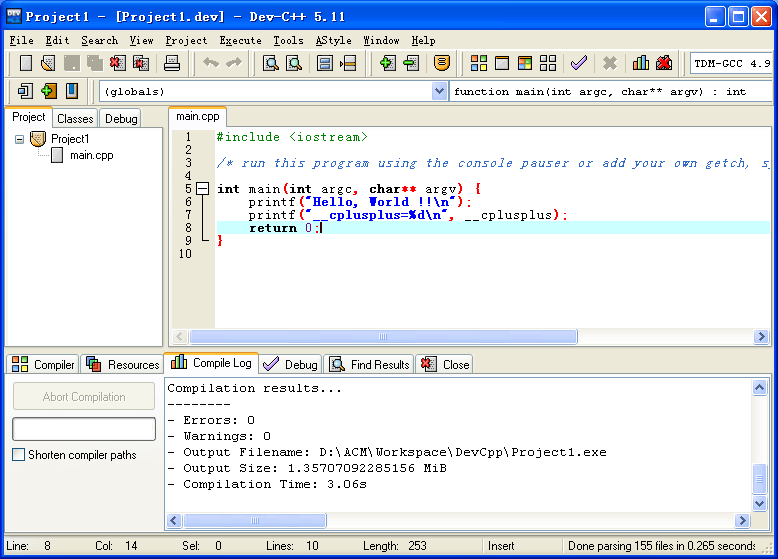 Project1 - [Project1.dev] - Dev-C++ 5.11
File Edit Search View Project Execute Tools AStyle Window Help
TDM-GCC 4.9
(globals) function main(int argc, char** argv) : int
Project Classes Debug
Project1
main.cpp
main.cpp
1 #include <iostream>
2
3 /* run this program using the console pauser or add your own getch, s
4
5 int main(int argc, char** argv) {
6 printf("Hello, World !!\n");
7 printf("__cplusplus=%d\n", __cplusplus);
8 return 0;
9 }
10
Compiler Resources Compile Log Debug Find Results Close
Abort Compilation
Shorten compiler paths
Compilation results...
--------
- Errors: 0
- Warnings: 0
- Output Filename: D:\ACM\Workspace\DevCpp\Project1.exe
- Output Size: 1.35707092285156 MiB
- Compilation Time: 3.06s
Line: 8 Col: 14 Sel: 0 Lines: 10 Length: 253 Insert Done parsing 155 files in 0.265 seconds